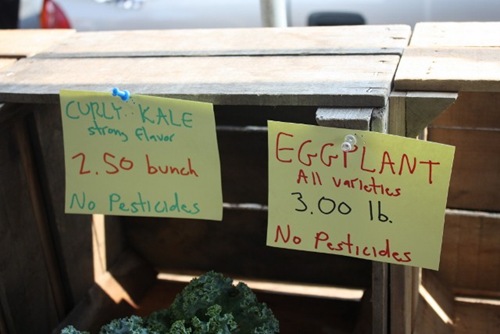 CURLY KALE
strong flavor
2.50 bunch
No Pesticides
EGGPLANT
All varieties
3.00 lb.
No Pesticides